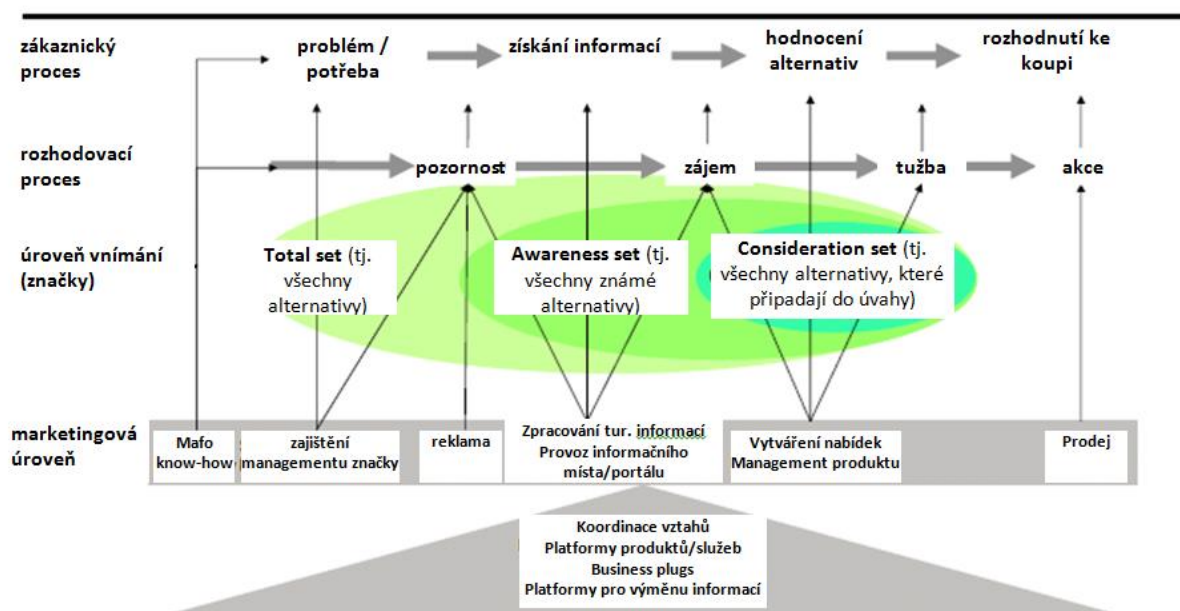 zákaznický
proces
problém /
potřeba
získání informací
hodnocení
alternativ
rozhodnutí ke
koupi
rozhodovací
proces
pozornost
zájem
tužba
akce
úroveň vnímání
(značky)
Total set (tj.
všechny
alternativy)
Awareness set (tj.
všechny známé
alternativy)
Consideration set (tj.
všechny alternativy, které
připadají do úvahy)
marketingová
úroveň
Mafo
know-how
zajištění
managementu značky
reklama
Zpracování tur. informací
Provoz informačního
místa/portálu
Vytváření nabídek
Management produktu
Prodej
Koordinace vztahů
Platformy produktů/služeb
Business plugs
Platformy pro výměnu informací